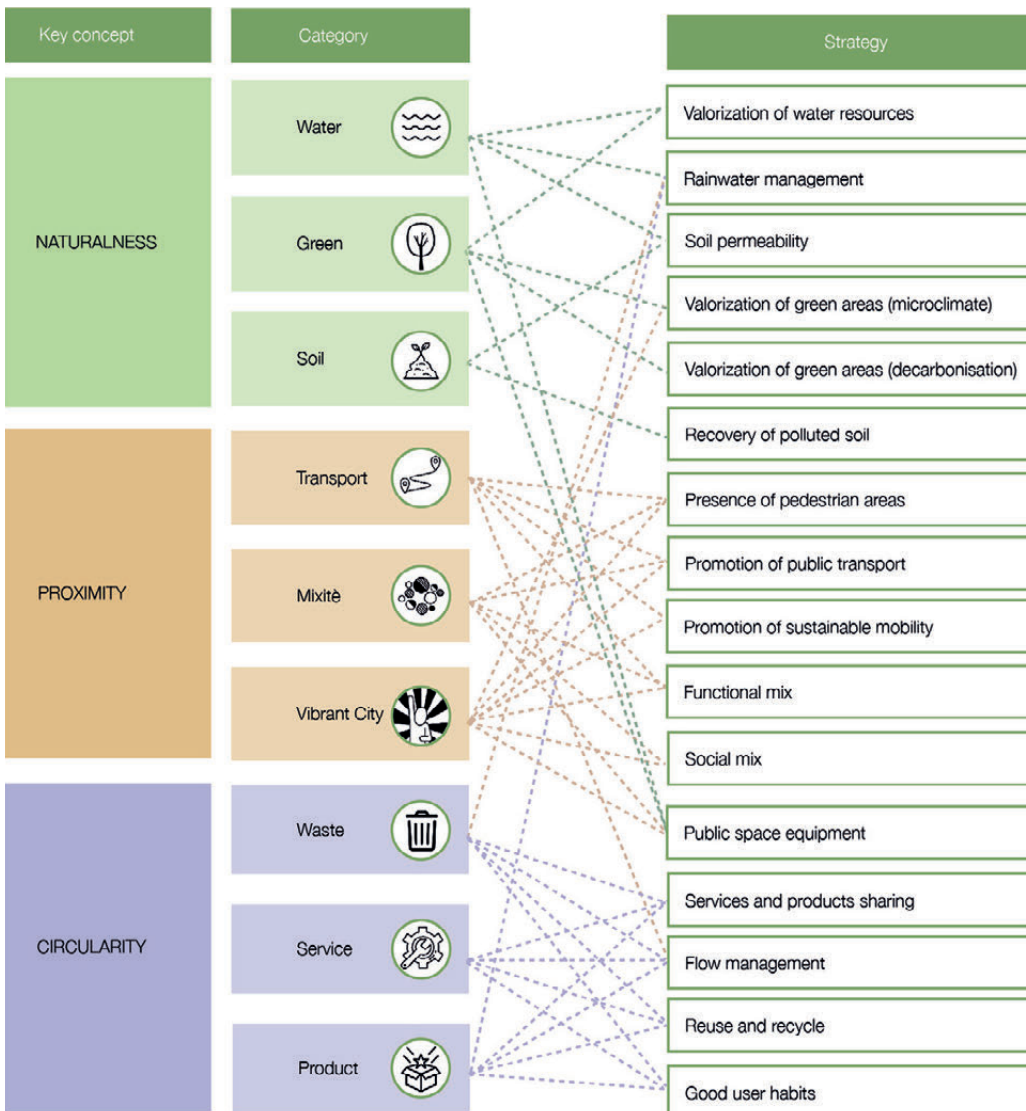 Key concept
Category
Strategy
NATURALNESS
Water
Green
Soil
PROXIMITY
Transport
Mixitè
Vibrant City
CIRCULARITY
Waste
Service
Product
Valorization of water resources
Rainwater management
Soil permeability
Valorization of green areas (microclimate)
Valorization of green areas (decarbonisation)
Recovery of polluted soil
Presence of pedestrian areas
Promotion of public transport
Promotion of sustainable mobility
Functional mix
Social mix
Public space equipment
Services and products sharing
Flow management
Reuse and recycle
Good user habits